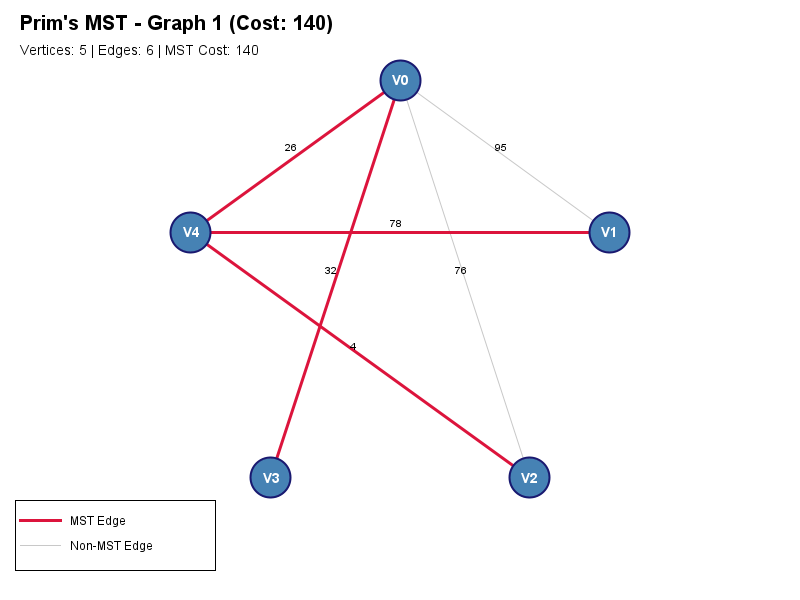 Prim's MST - Graph 1 (Cost: 140)
Vertices: 5 | Edges: 6 | MST Cost: 140
V0
26
95
78
V4
V1
32
76
4
V3
V2
MST Edge
Non-MST Edge